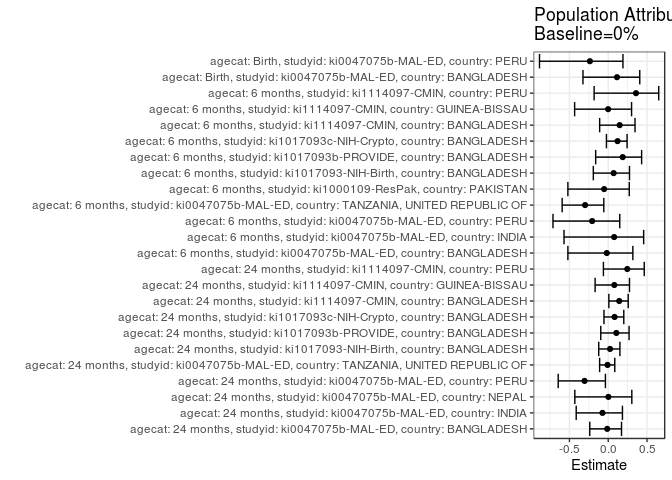 Population Attribu
Baseline=0%
agecat: Birth, studyid: ki0047075b-MAL-ED, country: PERU
agecat: Birth, studyid: ki0047075b-MAL-ED, country: BANGLADESH
agecat: 6 months, studyid: ki1114097-CMIN, country: PERU
agecat: 6 months, studyid: ki1114097-CMIN, country: GUINEA-BISSAU
agecat: 6 months, studyid: ki1114097-CMIN, country: BANGLADESH
agecat: 6 months, studyid: ki1017093c-NIH-Crypto, country: BANGLADESH
agecat: 6 months, studyid: ki1017093b-PROVIDE, country: BANGLADESH
agecat: 6 months, studyid: ki1017093-NIH-Birth, country: BANGLADESH
agecat: 6 months, studyid: ki1000109-ResPak, country: PAKISTAN
agecat: 6 months, studyid: ki0047075b-MAL-ED, country: TANZANIA, UNITED REPUBLIC OF
agecat: 6 months, studyid: ki0047075b-MAL-ED, country: PERU
agecat: 6 months, studyid: ki0047075b-MAL-ED, country: INDIA
agecat: 6 months, studyid: ki0047075b-MAL-ED, country: BANGLADESH
agecat: 24 months, studyid: ki1114097-CMIN, country: PERU
agecat: 24 months, studyid: ki1114097-CMIN, country: GUINEA-BISSAU
agecat: 24 months, studyid: ki1114097-CMIN, country: BANGLADESH
agecat: 24 months, studyid: ki1017093c-NIH-Crypto, country: BANGLADESH
agecat: 24 months, studyid: ki1017093b-PROVIDE, country: BANGLADESH
agecat: 24 months, studyid: ki1017093-NIH-Birth, country: BANGLADESH
agecat: 24 months, studyid: ki0047075b-MAL-ED, country: TANZANIA, UNITED REPUBLIC OF
agecat: 24 months, studyid: ki0047075b-MAL-ED, country: PERU
agecat: 24 months, studyid: ki0047075b-MAL-ED, country: NEPAL
agecat: 24 months, studyid: ki0047075b-MAL-ED, country: INDIA
agecat: 24 months, studyid: ki0047075b-MAL-ED, country: BANGLADESH
-0.5 0.0 0.5
Estimate